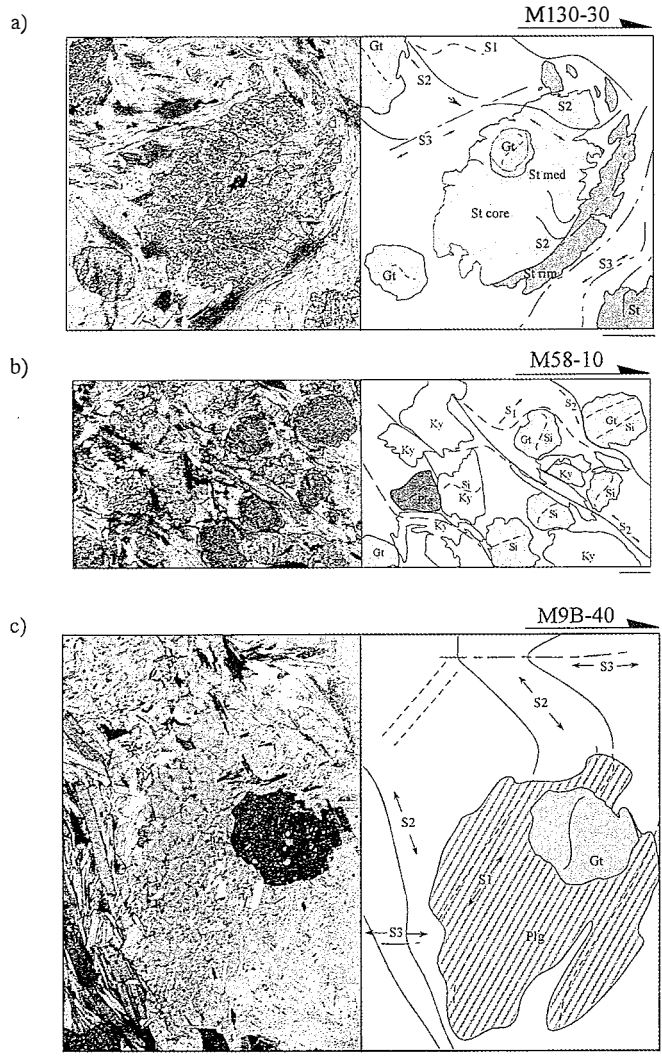 a)
M130-30
Gt
S1
S2
S2
S3
Gt
St med
St core
S2
Gt
St rim
S3
St
b)
M58-10
Ky
S1
S2
Gt
Si
Gt
Si
Ky
Ky
Si
Ky
Si
Plg
Ky
Si
S2
Gt
Si
Ky
c)
M9B-40
S3
S2
S2
Gt
S1
S3
Plg